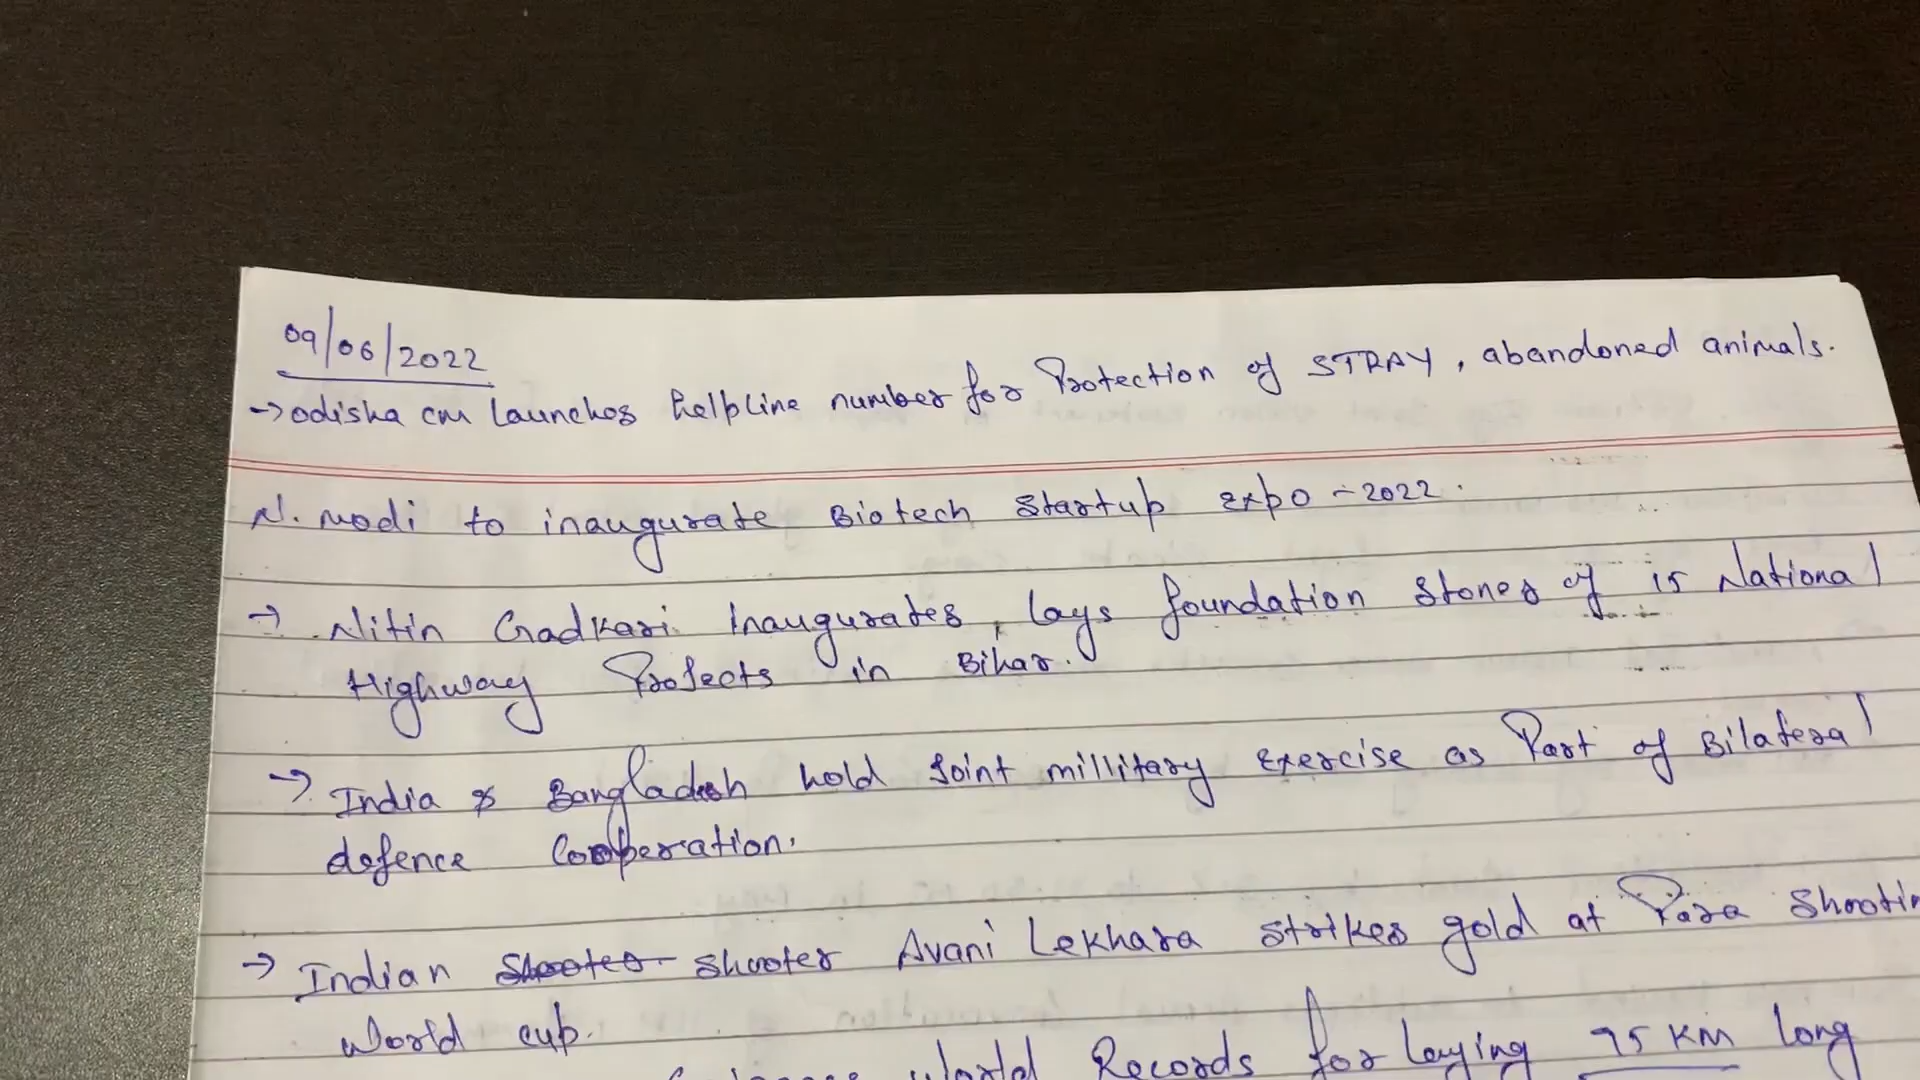 09/06/2022
→ odisha cm launches helpline number for Protection of STRAY, abandoned animals.
N. modi to inaugurate Biotech Startup expo - 2022.
→ Nitin Gadkari Inaugurates, lays foundation Stones of 15 National
Highway Projects in Bihar.
→ India & Bangladesh hold Joint millitary Exercise as Part of Bilateral
defence Cooperation.
→ Indian Shooter shooter Avani Lekhara strikes gold at Para Shootin
World cup.
World Records for laying 75 KM long